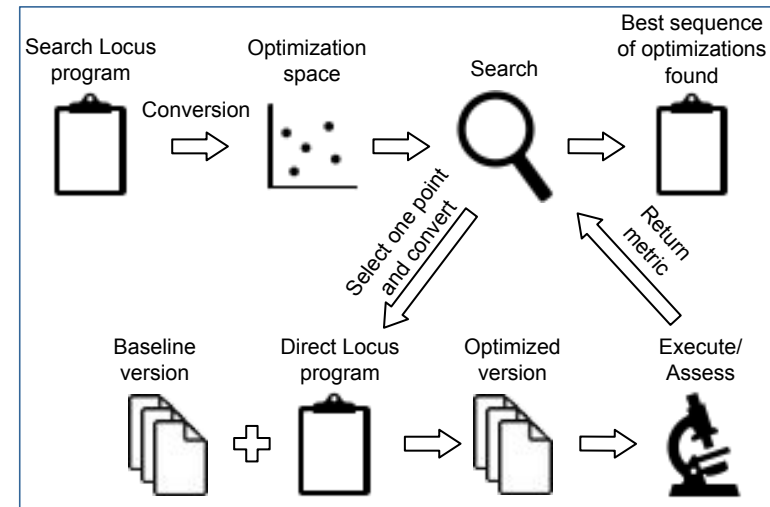 Search Locus
program
Conversion
Optimization
space
Search
Best sequence
of optimizations
found
Select one point
and convert
Return
metric
Baseline
version
Direct Locus
program
Optimized
version
Execute/
Assess